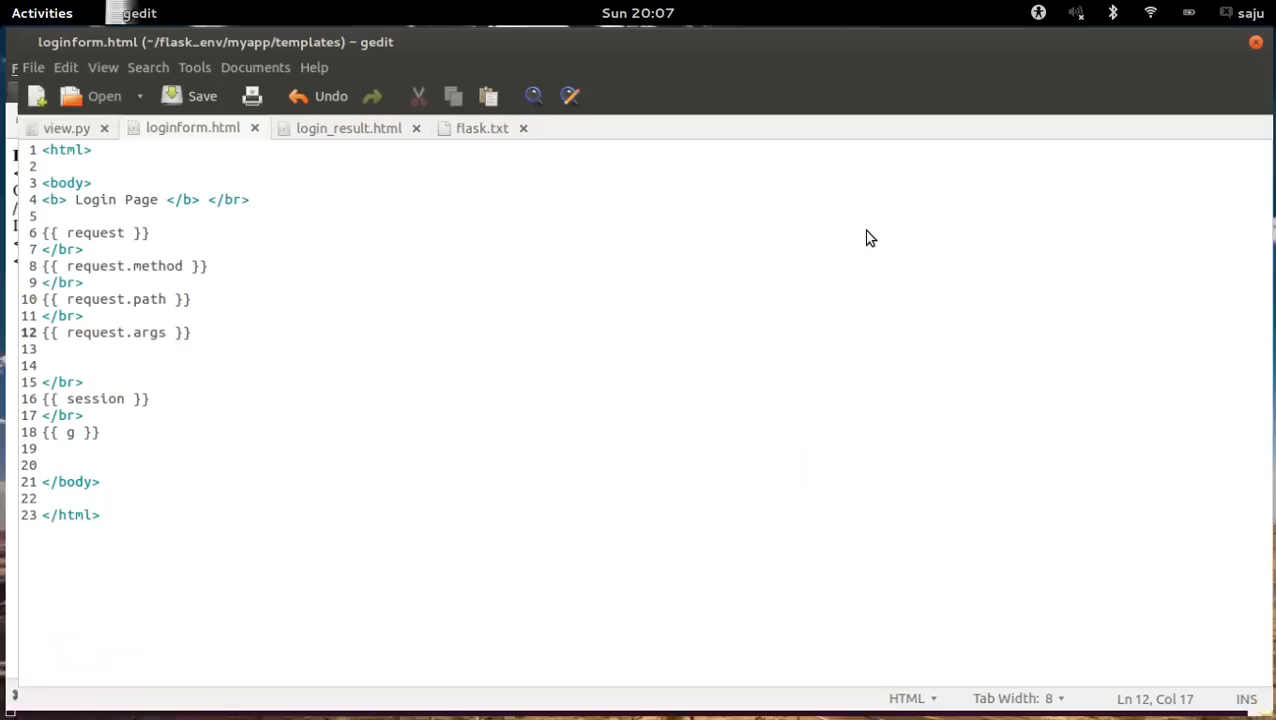 Activities gedit Sun 20:07 saju
loginform.html (~/flask_env/myapp/templates) - gedit
File Edit View Search Tools Documents Help
Open Save Undo
view.py loginform.html login_result.html flask.txt
1 <html>
2
3 <body>
4 <b> Login Page </b> </br>
5
6 {{ request }}
7 </br>
8 {{ request.method }}
9 </br>
10 {{ request.path }}
11 </br>
12 {{ request.args }}
13
14
15 </br>
16 {{ session }}
17 </br>
18 {{ g }}
19
20
21 </body>
22
23 </html>
HTML Tab Width: 8 Ln 12, Col 17 INS